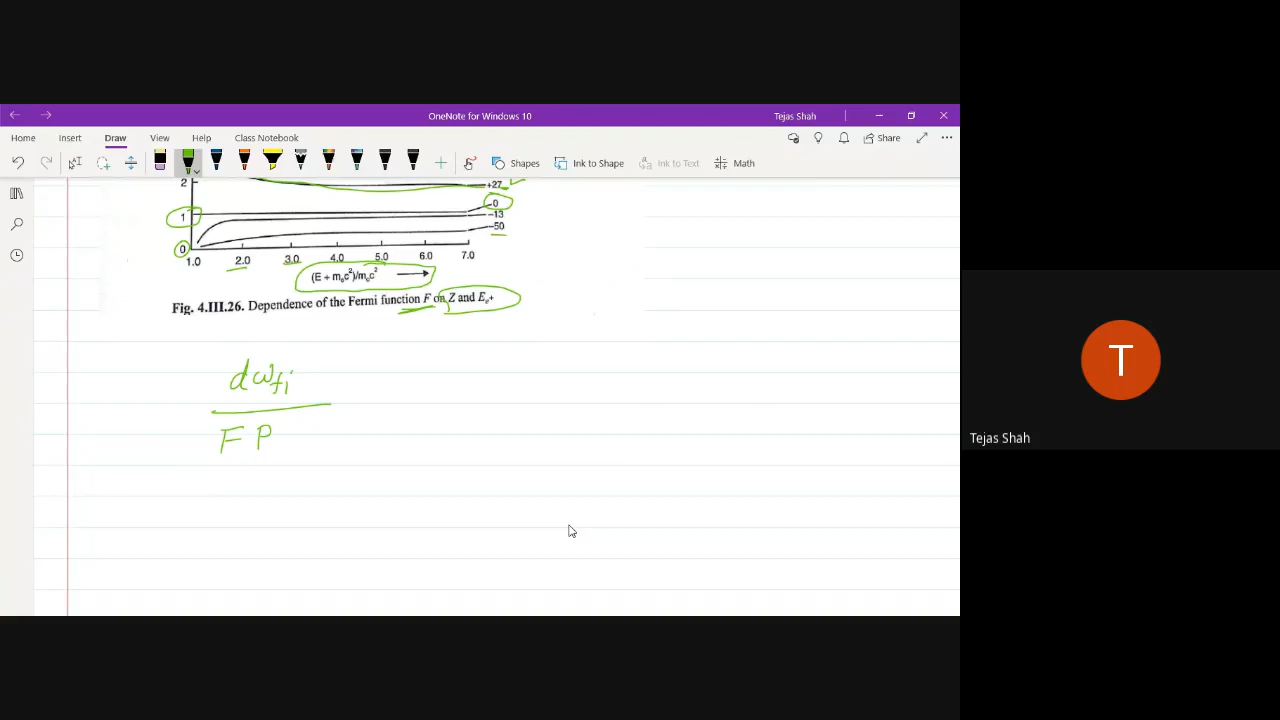 OneNote for Windows 10
Tejas Shah
Home Insert Draw View Help Class Notebook
Share
Shapes Ink to Shape Ink to Text Math
2
+27
0
1
-13
-50
0
1.0 2.0 3.0 4.0 5.0 6.0 7.0
(E + m₀c²)/m₀c²
Fig. 4.III.26. Dependence of the Fermi function F on Z and Eₑ+
dωfi
F P
T
Tejas Shah